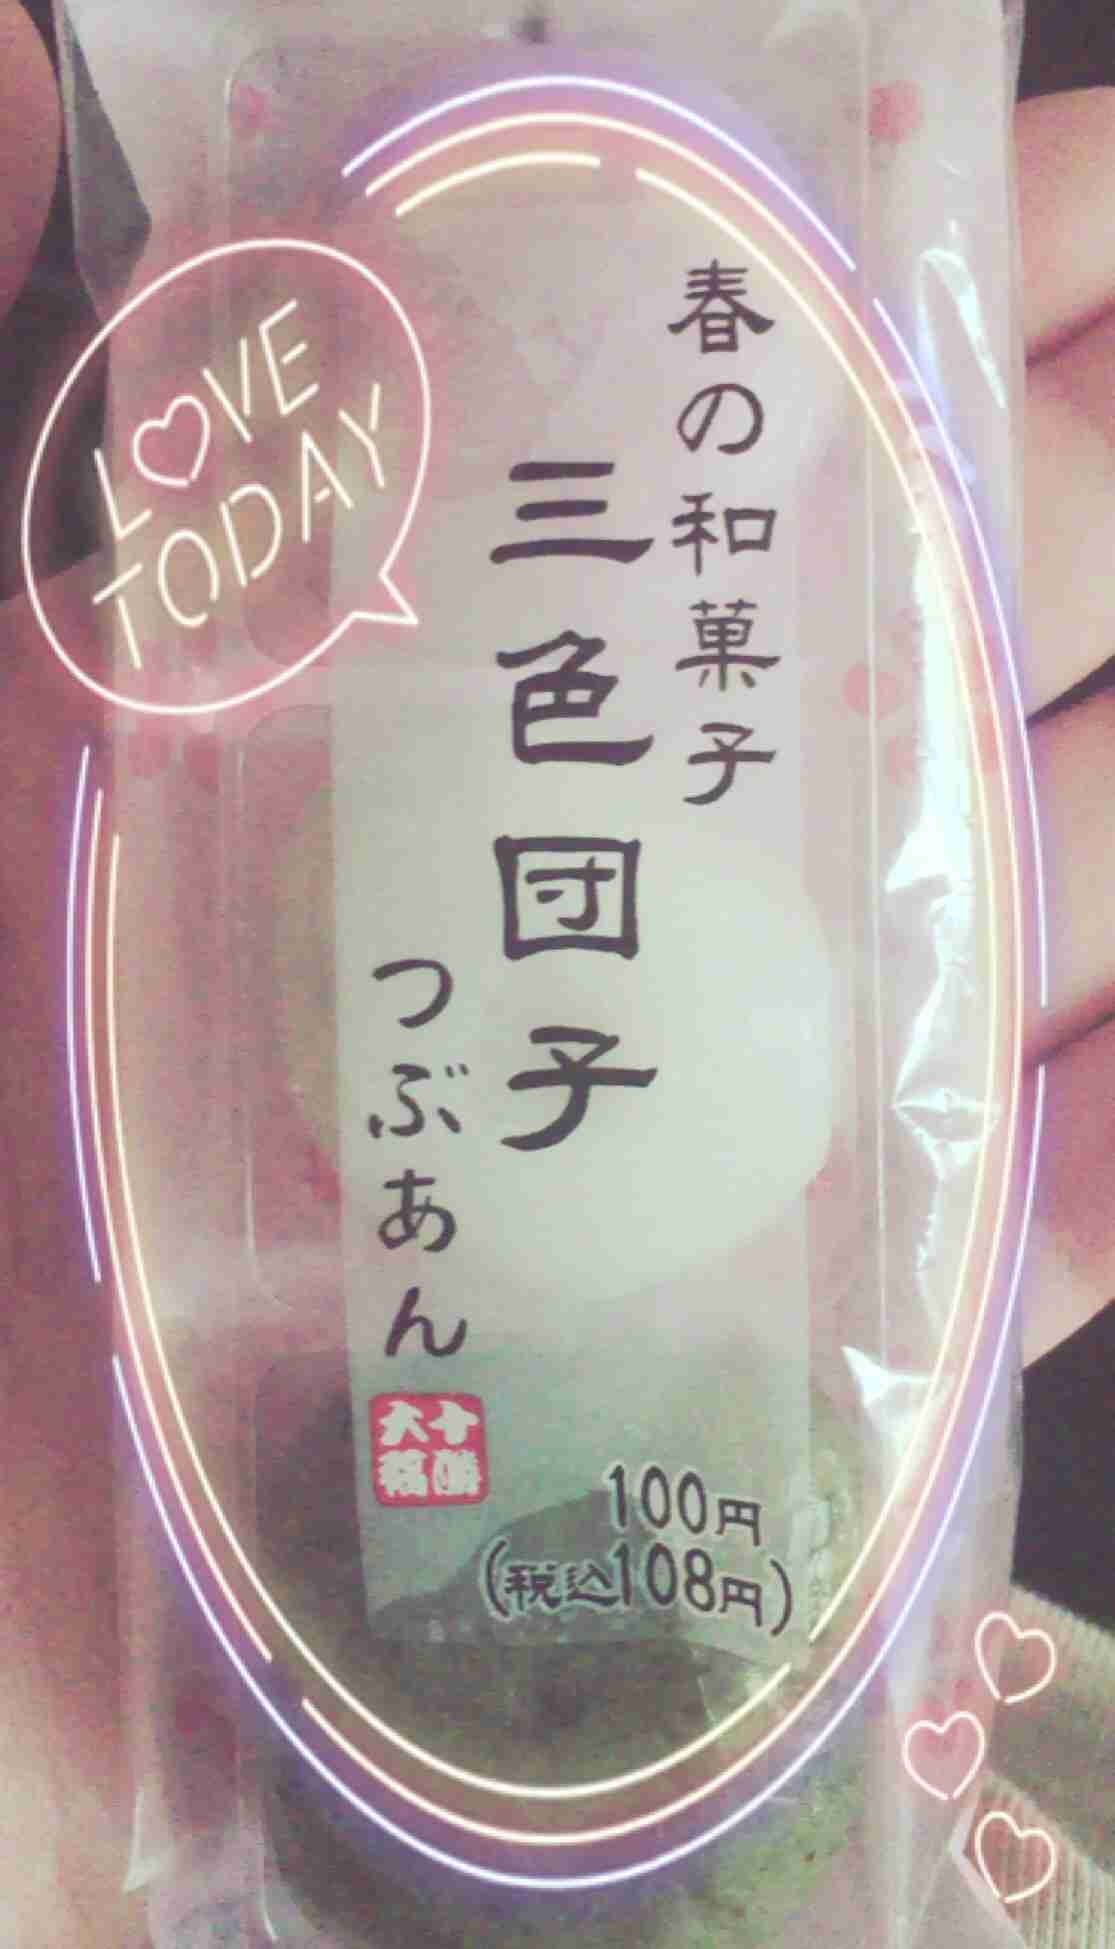 LOVE
TODAY
春の和菓子
三色団子
つぶあん
十勝
大福
100円
(税込108円)